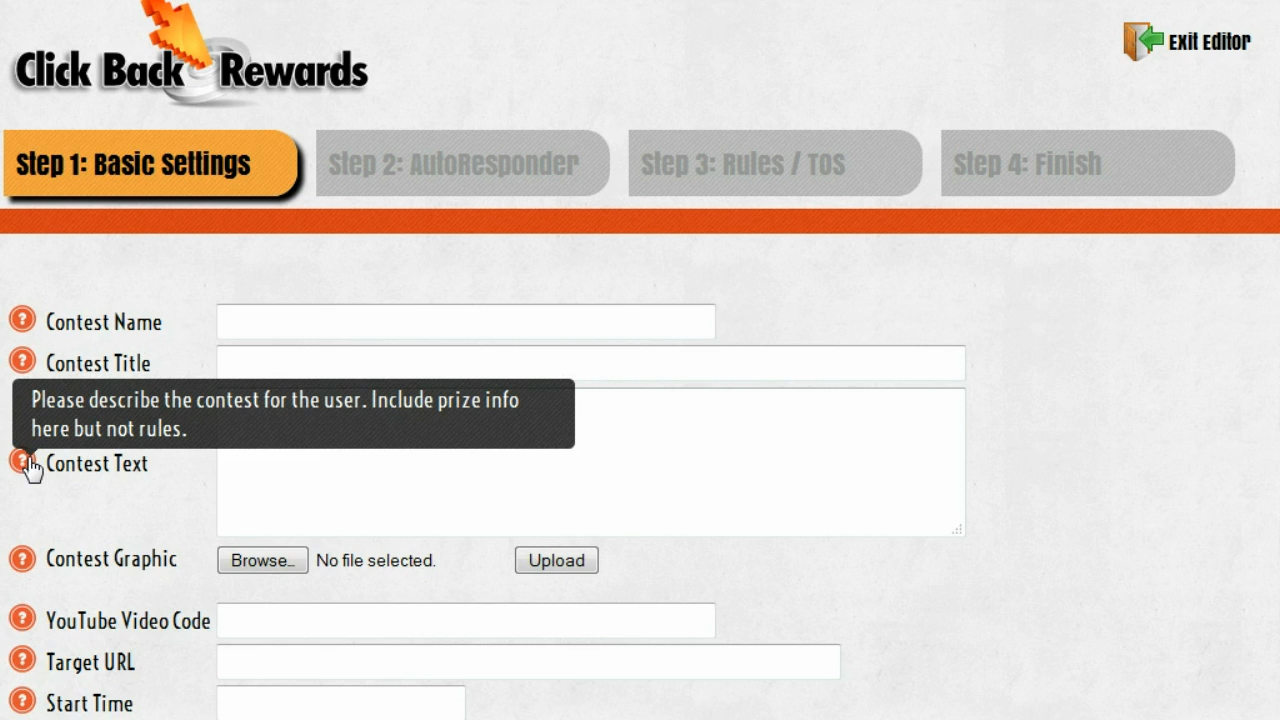 Click Back Rewards
Exit Editor
Step 1: Basic Settings
Step 2: AutoResponder
Step 3: Rules / TOS
Step 4: Finish
? Contest Name
? Contest Title
Please describe the contest for the user. Include prize info
here but not rules.
? Contest Text
? Contest Graphic
Browse... No file selected. Upload
? YouTube Video Code
? Target URL
? Start Time